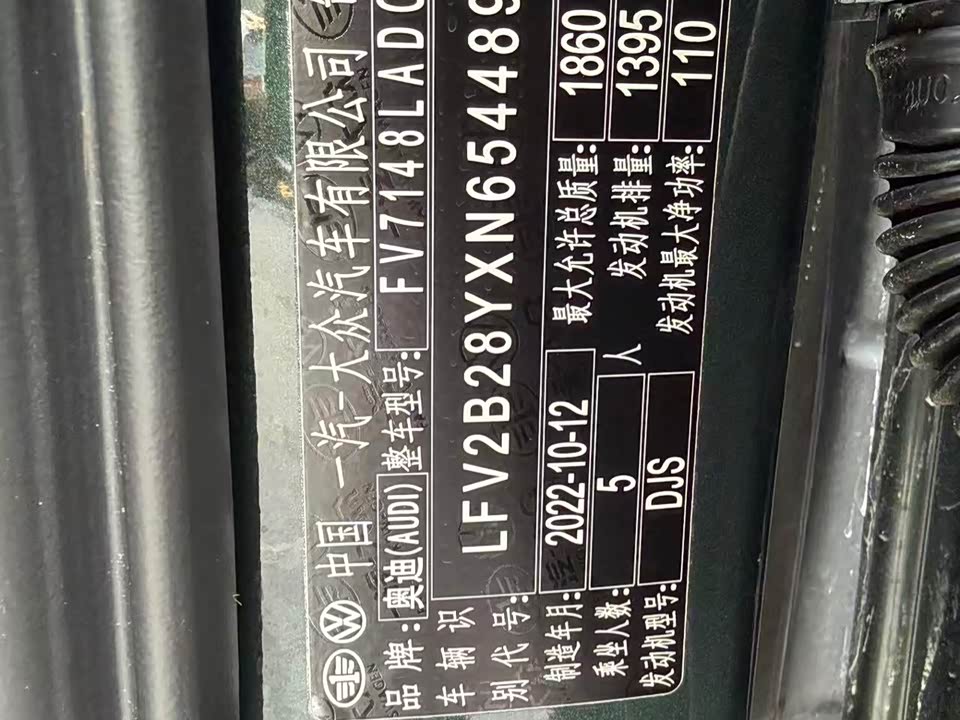 中国 一汽-大众汽车有限公司
品牌:奥迪(AUDI) 整车型号:FV7148LADC
车辆识别代号:LFV2B28YXN654489
制造年月:2022-10-12 最大允许总质量:1860
乘坐人数:5 人 发动机排量:1395
发动机型号:DJS 发动机最大净功率:110